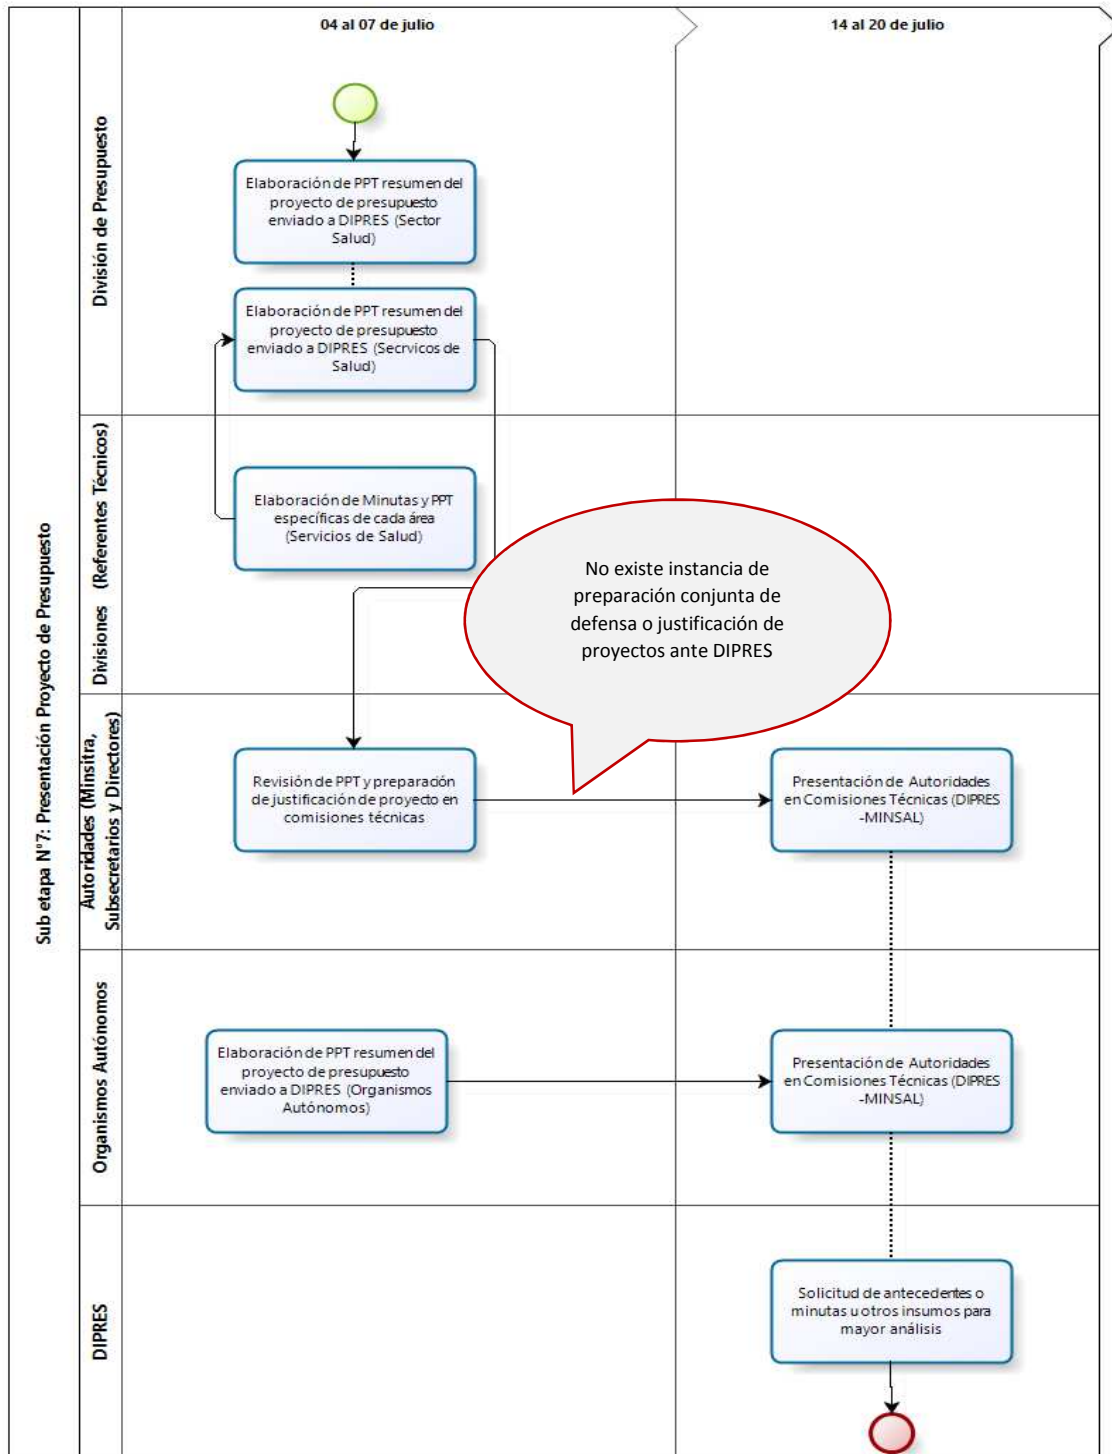 04 al 07 de julio
14 al 20 de julio
Sub etapa N°7: Presentación Proyecto de Presupuesto
División de Presupuesto
Elaboración de PPT resumen del
proyecto de presupuesto
enviado a DIPRES (Sector
Salud)
Elaboración de PPT resumen del
proyecto de presupuesto
enviado a DIPRES (Secrvicos de
Salud)
Divisiones (Referentes Técnicos)
Elaboración de Minutas y PPT
específicas de cada área
(Servicios de Salud)
No existe instancia de
preparación conjunta de
defensa o justificación de
proyectos ante DIPRES
Autoridades (Minsitra,
Subsecretarios y Directores)
Revisión de PPT y preparación
de justificación de proyecto en
comisiones técnicas
Presentación de Autoridades
en Comisiones Técnicas (DIPRES
-MINSAL)
Organismos Autónomos
Elaboración de PPT resumen del
proyecto de presupuesto
enviado a DIPRES (Organismos
Autónomos)
Presentación de Autoridades
en Comisiones Técnicas (DIPRES
-MINSAL)
DIPRES
Solicitud de antecedentes o
minutas u otros insumos para
mayor análisis